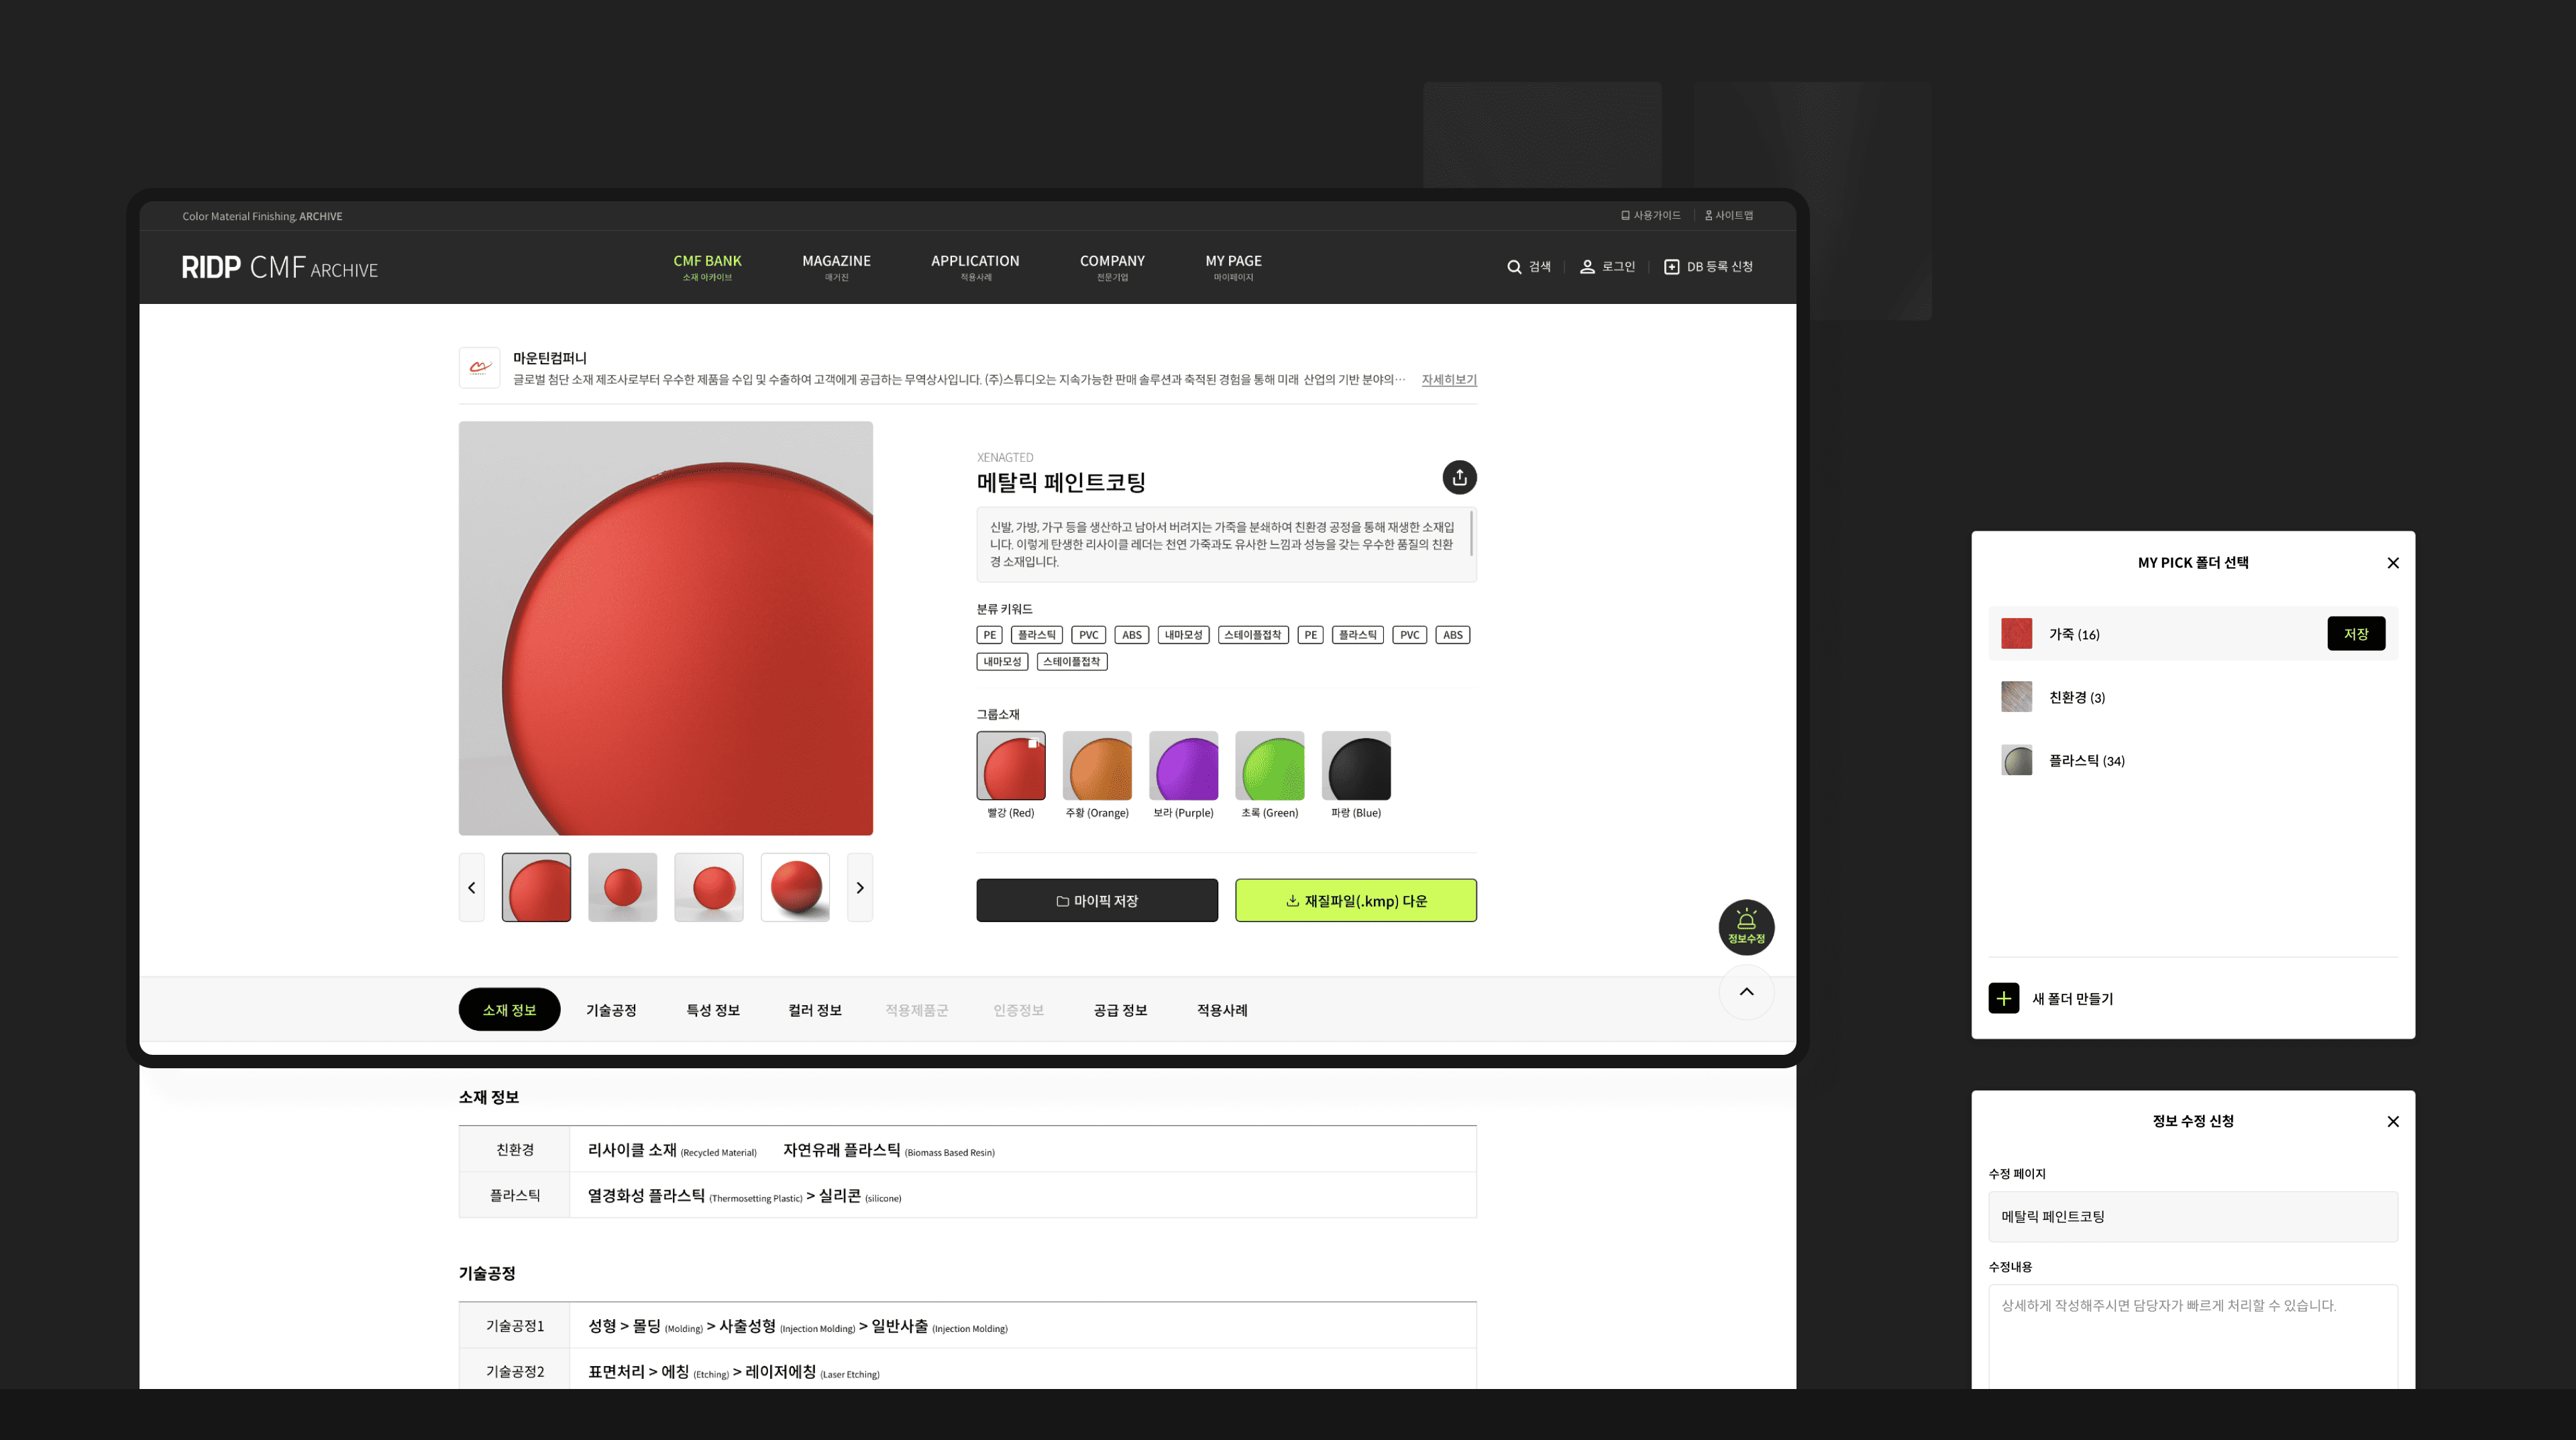 Color Material Finishing. ARCHIVE
사용가이드
사이트맵
RIDP CMF ARCHIVE
CMF BANK
소재 아카이브
MAGAZINE
매거진
APPLICATION
적용사례
COMPANY
전문기업
MY PAGE
마이페이지
검색
로그인
DB 등록 신청
마운틴컴퍼니
글로벌 첨단 소재 제조사로부터 우수한 제품을 수입 및 수출하여 고객에게 공급하는 무역상사입니다. (주)스튜디오는 지속가능한 판매 솔루션과 축적된 경험을 통해 미래 산업의 기반 분야의…
자세히보기
XENAGTED
메탈릭 페인트코팅
신발, 가방, 가구 등을 생산하고 남아서 버려지는 가죽을 분쇄하여 친환경 공정을 통해 재생한 소재입
니다. 이렇게 탄생한 리사이클 레더는 천연 가죽과도 유사한 느낌과 성능을 갖는 우수한 품질의 친환
경 소재입니다.
분류 키워드
PE 플라스틱 PVC ABS 내마모성 스테이플접착 PE 플라스틱 PVC ABS
내마모성 스테이플접착
그룹소재
빨강 (Red) 주황 (Orange) 보라 (Purple) 초록 (Green) 파랑 (Blue)
마이픽 저장
재질파일(.kmp) 다운
정보수정
소재 정보 기술공정 특성 정보 컬러 정보 적용제품군 인증정보 공급 정보 적용사례
소재 정보
친환경 리사이클 소재 (Recycled Material) 자연유래 플라스틱 (Biomass Based Resin)
플라스틱 열경화성 플라스틱 (Thermosetting Plastic) > 실리콘 (silicone)
기술공정
기술공정1 성형 > 몰딩 (Molding) > 사출성형 (Injection Molding) > 일반사출 (Injection Molding)
기술공정2 표면처리 > 에칭 (Etching) > 레이저에칭 (Laser Etching)
MY PICK 폴더 선택
가죽 (16)
저장
친환경 (3)
플라스틱 (34)
새 폴더 만들기
정보 수정 신청
수정 페이지
메탈릭 페인트코팅
수정내용
상세하게 작성해주시면 담당자가 빠르게 처리할 수 있습니다.